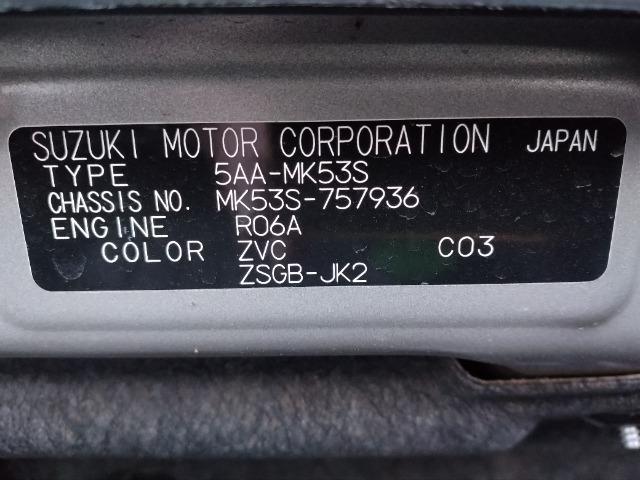 SUZUKI MOTOR CORPORATION JAPAN
TYPE 5AA-MK53S
CHASSIS NO. MK53S-757936
ENGINE R06A
COLOR ZVC C03
ZSGB-JK2